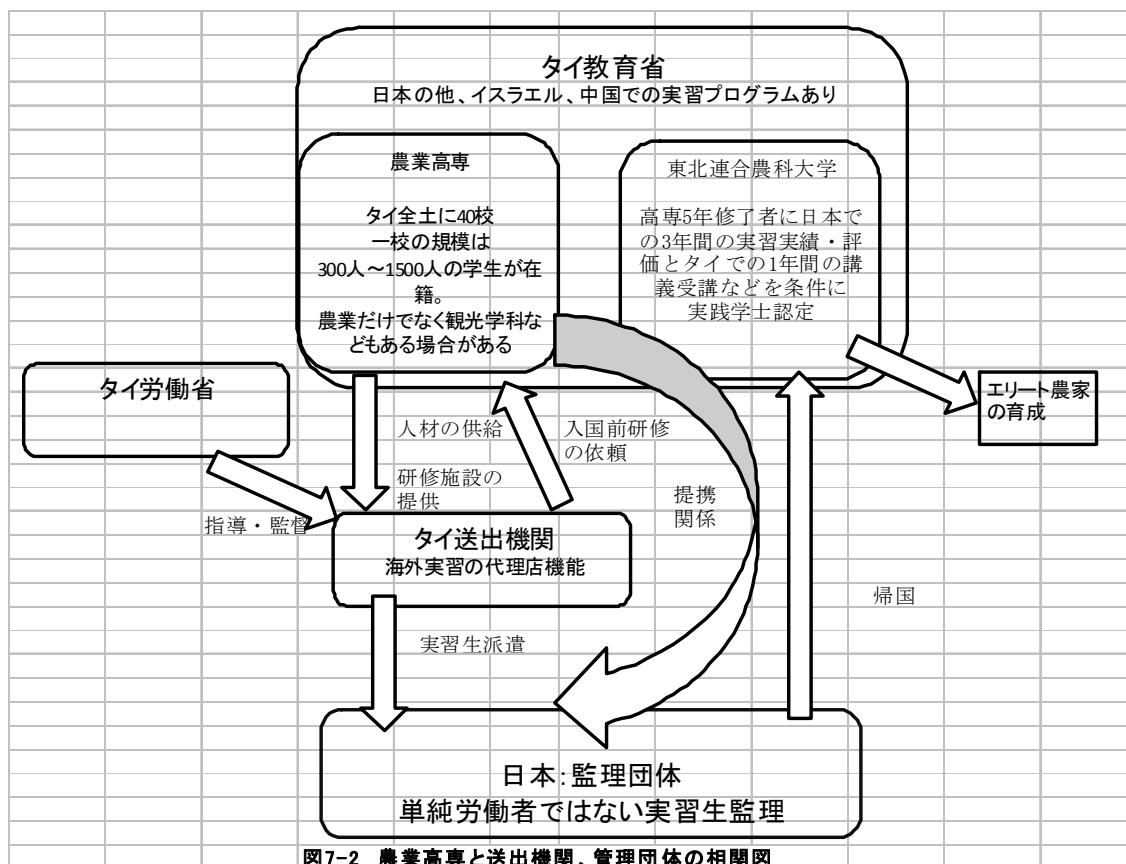 タイ教育省
日本の他、イスラエル、中国での実習プログラムあり
農業高専
タイ全土に40校
一校の規模は
300人～1500人の学生が在
籍。
農業だけでなく観光学科な
どもある場合がある
東北連合農科大学
高専5年修了者に日本で
の3年間の実習実績・評
価とタイでの1年間の講
義受講などを条件に
実践学士認定
タイ労働省
エリート農家
の育成
人材の供給
入国前研修
の依頼
研修施設の
提供
指導・監督
提携
関係
タイ送出機関
海外実習の代理店機能
帰国
実習生派遣
日本：監理団体
単純労働者ではない実習生監理
図7-2 農業高専と送出機関、管理団体の相関図